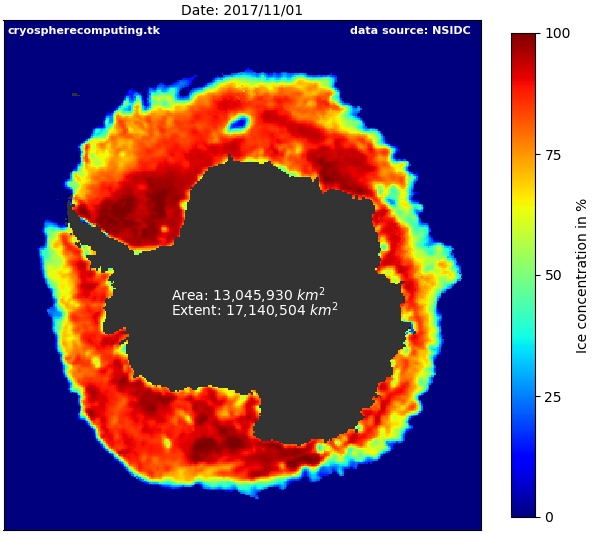 Date: 2017/11/01
cryospherecomputing.tk
data source: NSIDC
Area: 13,045,930 km²
Extent: 17,140,504 km²
100
75
50
25
0
Ice concentration in %